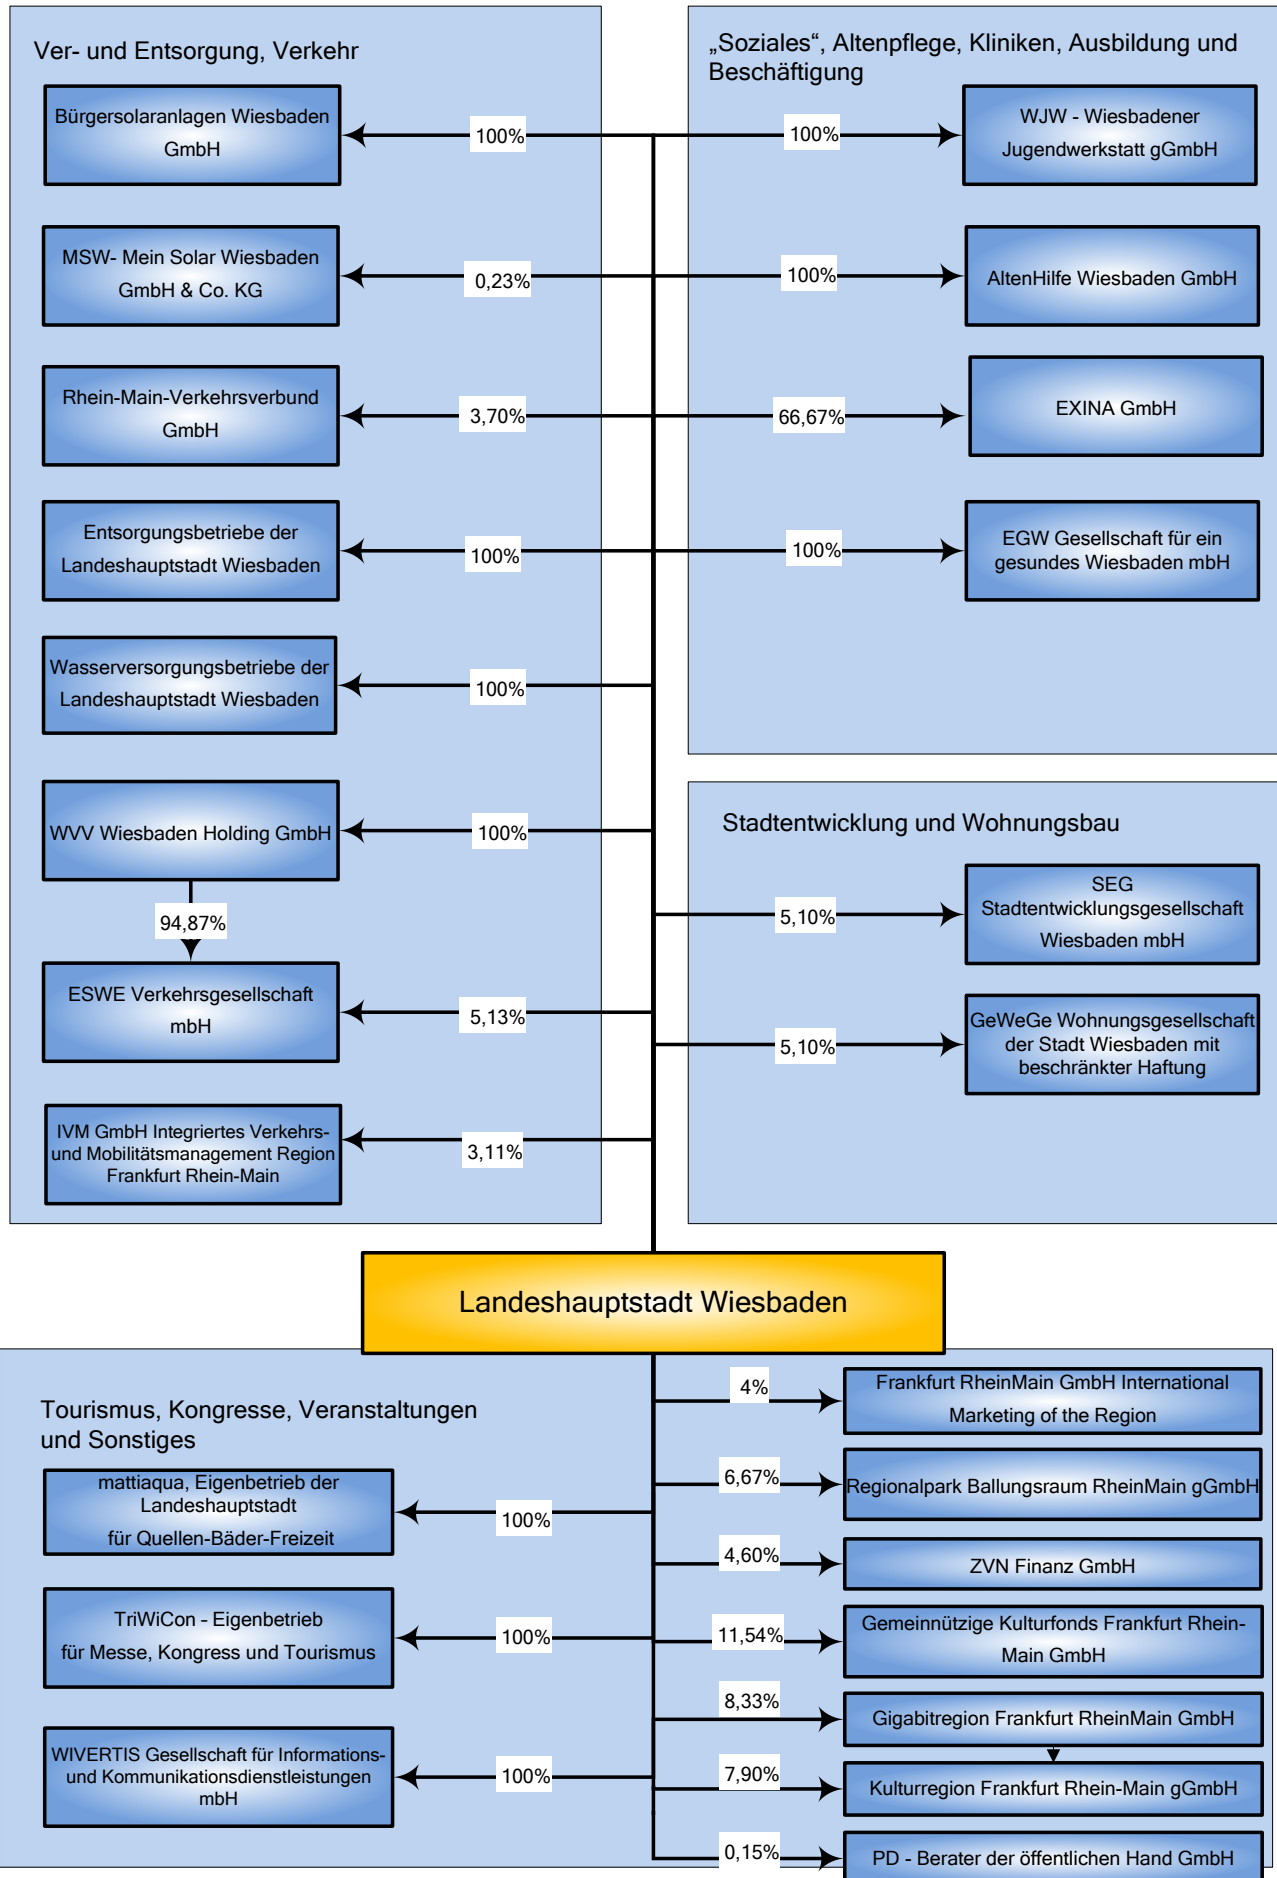 Ver- und Entsorgung, Verkehr
Bürgersolaranlagen Wiesbaden
GmbH
100%
MSW- Mein Solar Wiesbaden
GmbH & Co. KG
0,23%
Rhein-Main-Verkehrsverbund
GmbH
3,70%
Entsorgungsbetriebe der
Landeshauptstadt Wiesbaden
100%
Wasserversorgungsbetriebe der
Landeshauptstadt Wiesbaden
100%
WVV Wiesbaden Holding GmbH
100%
94,87%
ESWE Verkehrsgesellschaft
mbH
5,13%
IVM GmbH Integriertes Verkehrs-
und Mobilitätsmanagement Region
Frankfurt Rhein-Main
3,11%
„Soziales“, Altenpflege, Kliniken, Ausbildung und
Beschäftigung
100%
WJW - Wiesbadener
Jugendwerkstatt gGmbH
100%
AltenHilfe Wiesbaden GmbH
66,67%
EXINA GmbH
100%
EGW Gesellschaft für ein
gesundes Wiesbaden mbH
Stadtentwicklung und Wohnungsbau
5,10%
SEG
Stadtentwicklungsgesellschaft
Wiesbaden mbH
5,10%
GeWeGe Wohnungsgesellschaft
der Stadt Wiesbaden mit
beschränkter Haftung
Landeshauptstadt Wiesbaden
Tourismus, Kongresse, Veranstaltungen
und Sonstiges
mattiaqua, Eigenbetrieb der
Landeshauptstadt
für Quellen-Bäder-Freizeit
100%
TriWiCon - Eigenbetrieb
für Messe, Kongress und Tourismus
100%
WIVERTIS Gesellschaft für Informations-
und Kommunikationsdienstleistungen
mbH
100%
4%
Frankfurt RheinMain GmbH International
Marketing of the Region
6,67%
Regionalpark Ballungsraum RheinMain gGmbH
4,60%
ZVN Finanz GmbH
11,54%
Gemeinnützige Kulturfonds Frankfurt Rhein-
Main GmbH
8,33%
Gigabitregion Frankfurt RheinMain GmbH
7,90%
Kulturregion Frankfurt Rhein-Main gGmbH
0,15%
PD - Berater der öffentlichen Hand GmbH